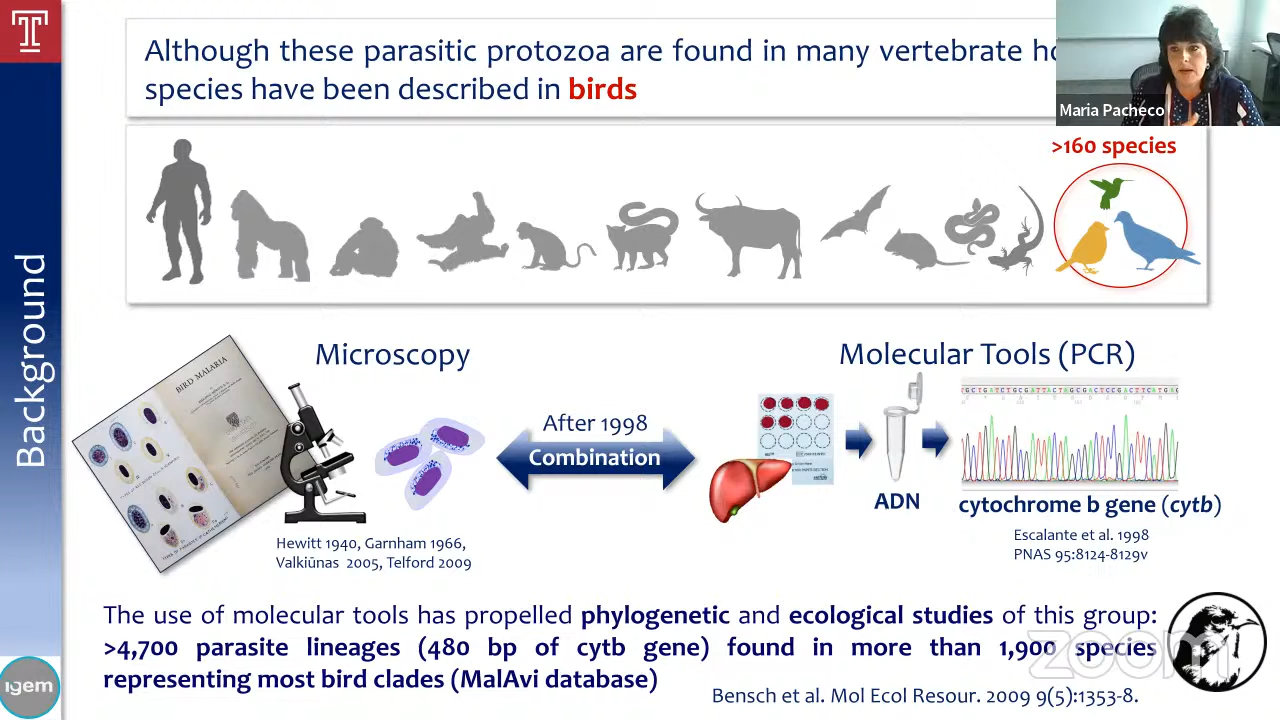 Although these parasitic protozoa are found in many vertebrate
species have been described in birds
Maria Pacheco
>160 species
Background
Microscopy
Molecular Tools (PCR)
BIRD MALARIA
After 1998
Combination
ADN
cytochrome b gene (cytb)
Hewitt 1940, Garnham 1966,
Valkiūnas 2005, Telford 2009
Escalante et al. 1998
PNAS 95:8124-8129v
The use of molecular tools has propelled phylogenetic and ecological studies of this group:
>4,700 parasite lineages (480 bp of cytb gene) found in more than 1,900 species
representing most bird clades (MalAvi database)
Bensch et al. Mol Ecol Resour. 2009 9(5):1353-8.
zoom
igem